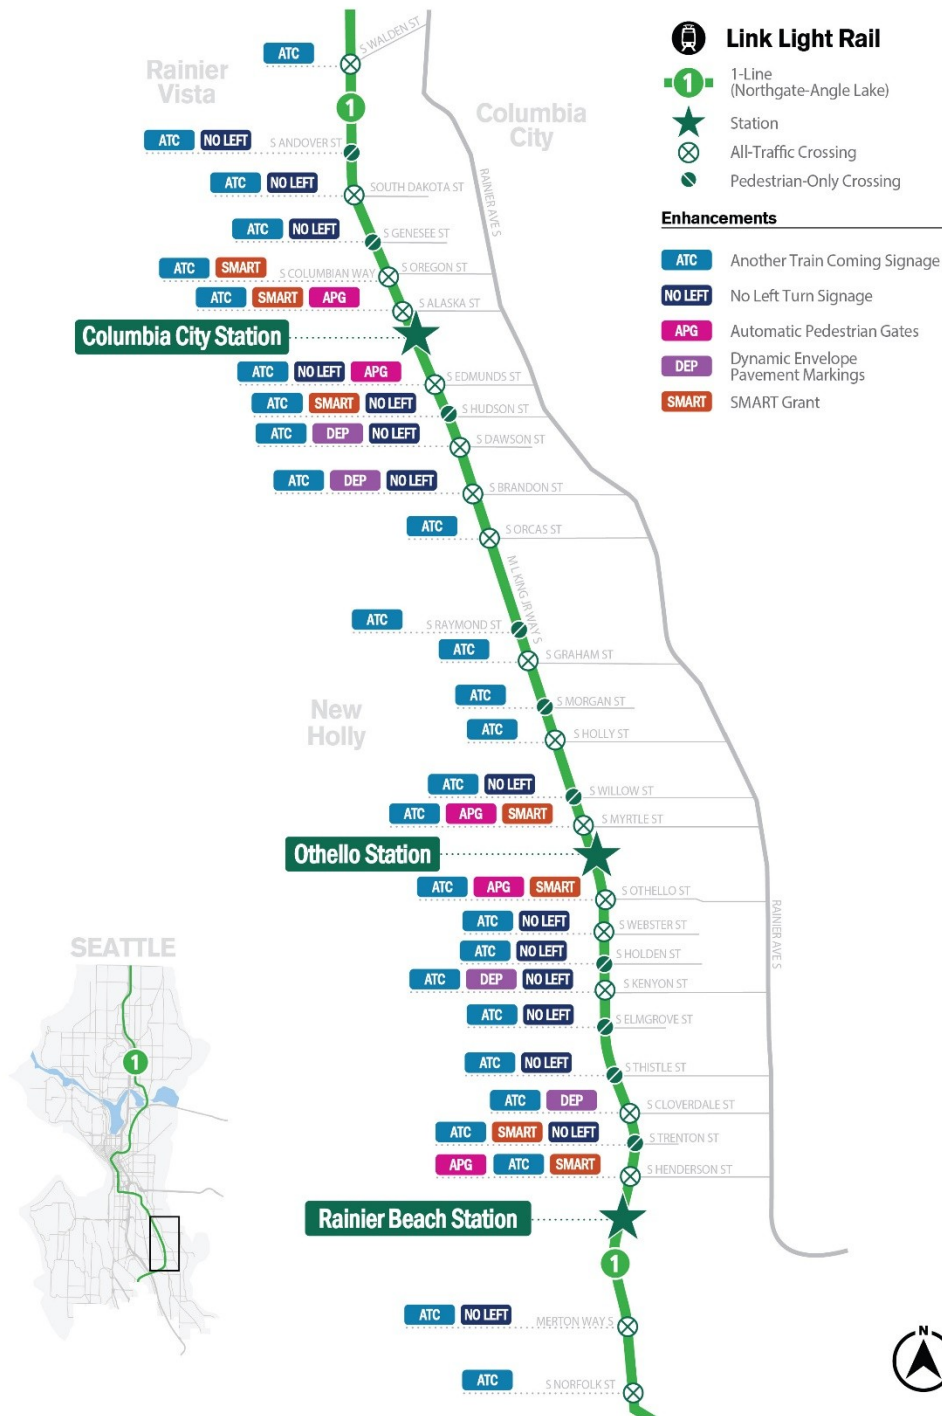 Link Light Rail
1-Line
(Northgate-Angle Lake)
Station
All-Traffic Crossing
Pedestrian-Only Crossing
Enhancements
ATC Another Train Coming Signage
NO LEFT No Left Turn Signage
APG Automatic Pedestrian Gates
DEP Dynamic Envelope
Pavement Markings
SMART SMART Grant
Rainier
Vista
Columbia
City
RAINIER AVE S
ATC S WALDEN ST
1
ATC NO LEFT S ANDOVER ST
ATC NO LEFT SOUTH DAKOTA ST
ATC NO LEFT S GENESEE ST
ATC SMART S COLUMBIAN WAY S OREGON ST
ATC SMART APG S ALASKA ST
Columbia City Station
ATC NO LEFT APG S EDMUNDS ST
ATC SMART NO LEFT S HUDSON ST
ATC DEP NO LEFT S DAWSON ST
ATC DEP NO LEFT S BRANDON ST
ATC S ORCAS ST
M L KING JR WAY S
ATC S RAYMOND ST
ATC S GRAHAM ST
New
Holly
ATC S MORGAN ST
ATC S HOLLY ST
ATC NO LEFT S WILLOW ST
ATC APG SMART S MYRTLE ST
Othello Station
ATC APG SMART S OTHELLO ST
ATC NO LEFT S WEBSTER ST
ATC NO LEFT S HOLDEN ST
ATC DEP NO LEFT S KENYON ST
ATC NO LEFT S ELMGROVE ST
ATC NO LEFT S THISTLE ST
ATC DEP S CLOVERDALE ST
ATC SMART NO LEFT S TRENTON ST
APG ATC SMART S HENDERSON ST
RAINIER AVE S
Rainier Beach Station
1
ATC NO LEFT MERTON WAY S
ATC S NORFOLK ST
SEATTLE
1
N